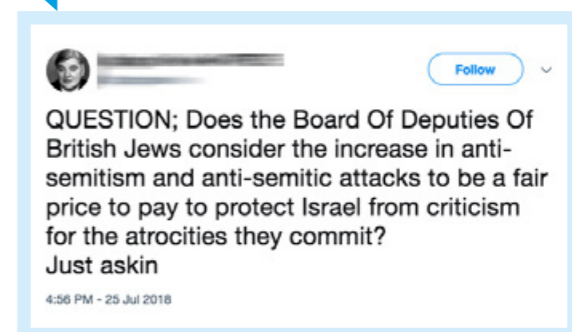 Follow
QUESTION; Does the Board Of Deputies Of
British Jews consider the increase in anti-
semitism and anti-semitic attacks to be a fair
price to pay to protect Israel from criticism
for the atrocities they commit?
Just askin
4:56 PM - 25 Jul 2018